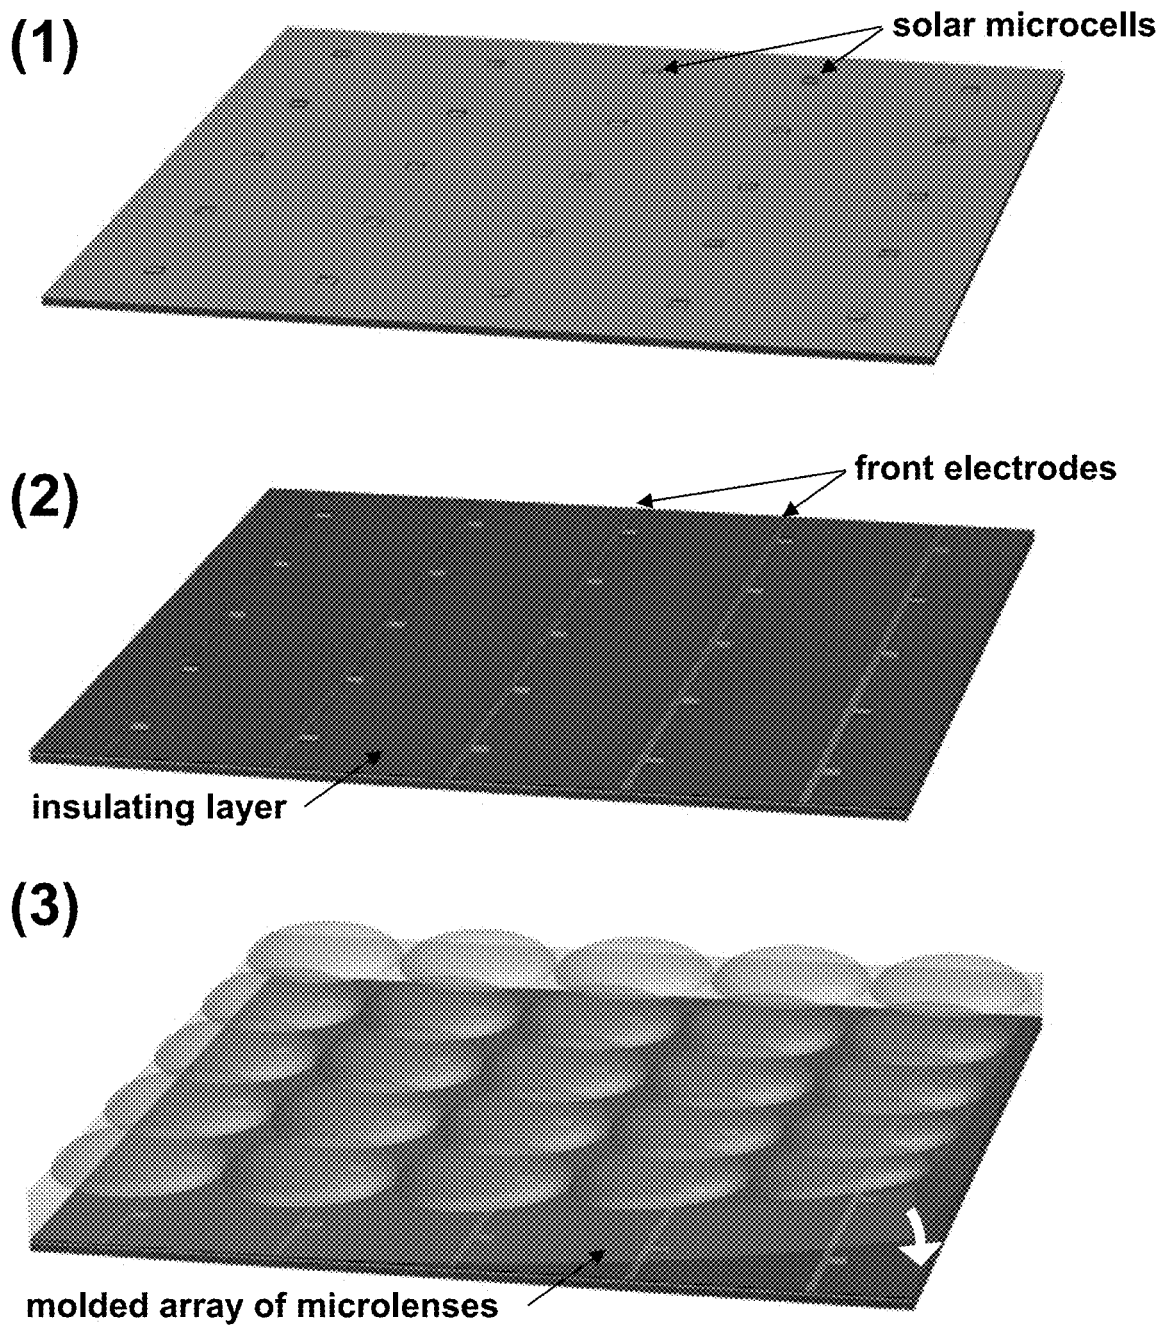 (1)
solar microcells
(2)
front electrodes
insulating layer
(3)
molded array of microlenses